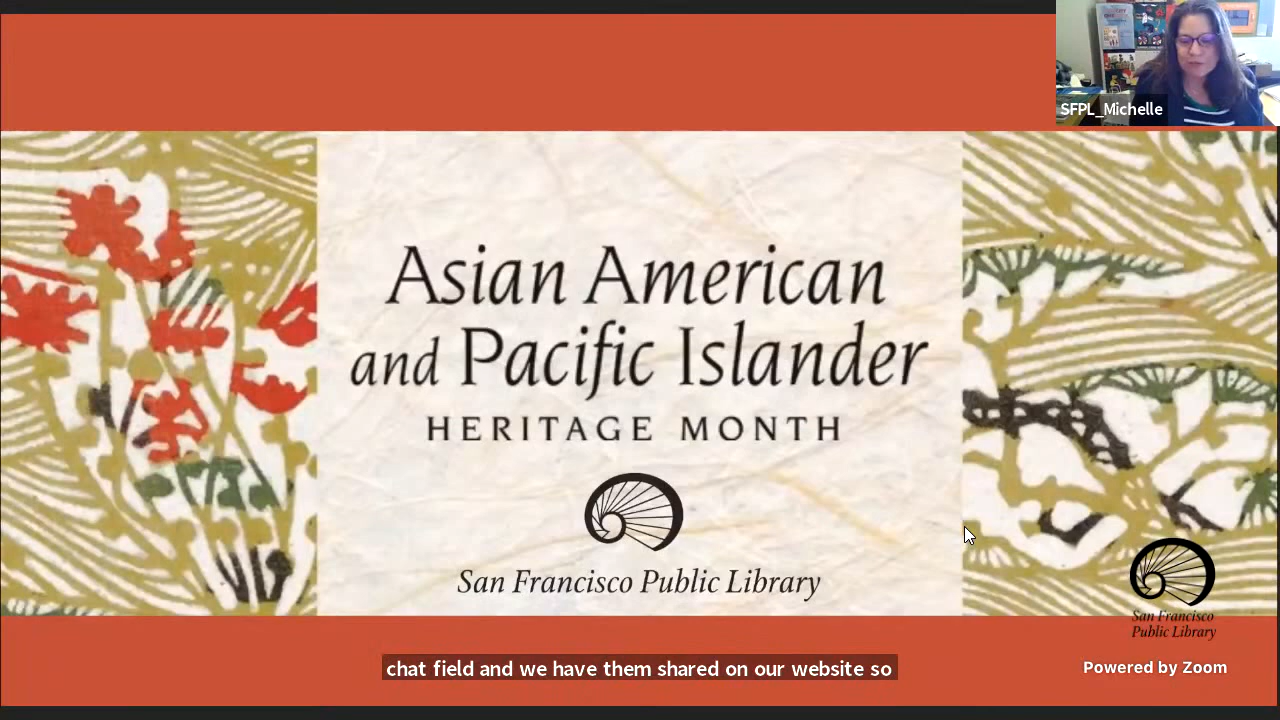 SFPL_Michelle
Asian American
and Pacific Islander
HERITAGE MONTH
San Francisco Public Library
San Francisco
Public Library
chat field and we have them shared on our website so
Powered by Zoom